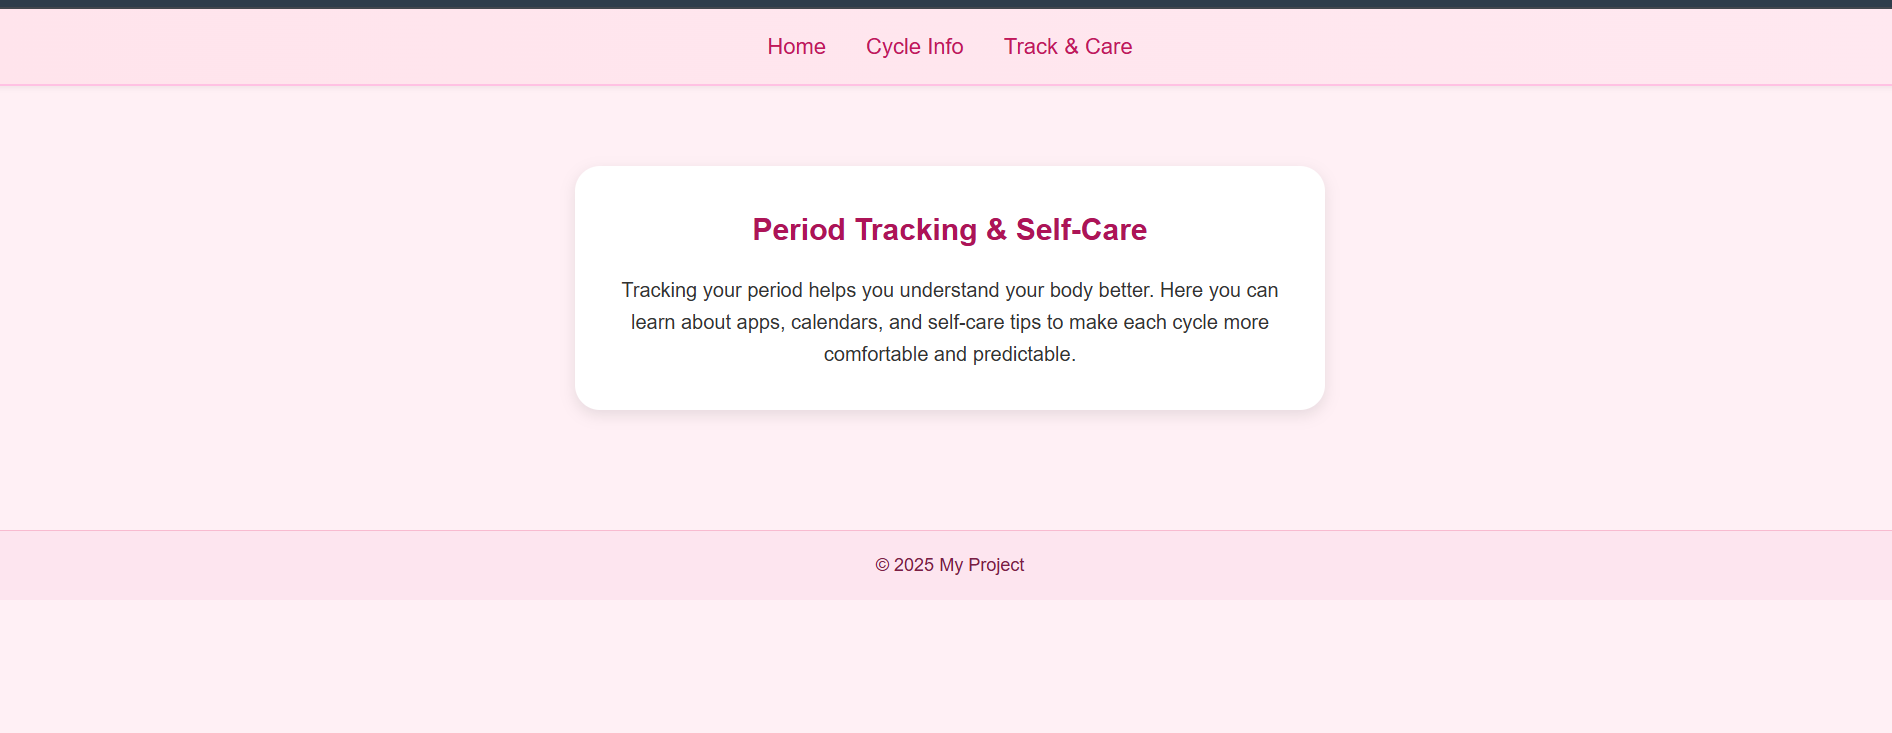 Home Cycle Info Track & Care
Period Tracking & Self-Care
Tracking your period helps you understand your body better. Here you can
learn about apps, calendars, and self-care tips to make each cycle more
comfortable and predictable.
© 2025 My Project